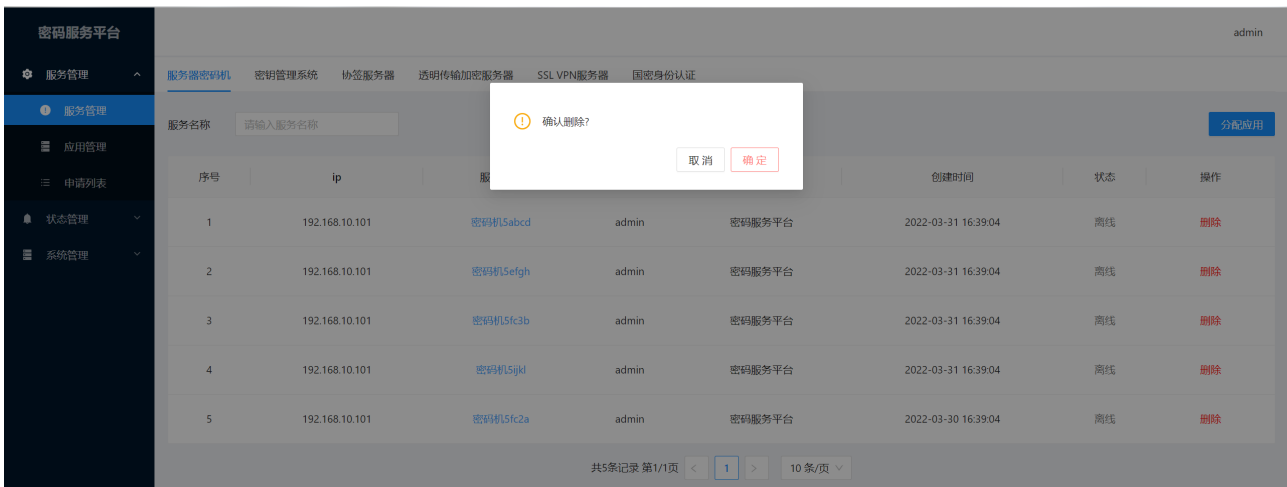 密码服务平台
admin
服务管理
服务器密码机 密钥管理系统 协签服务器 透明传输加密服务器 SSL VPN服务器 国密身份认证
服务管理
应用管理
申请列表
状态管理
系统管理
服务名称 请输入服务名称 分配应用
确认删除?
取 消 确 定
序号 ip 服 创建时间 状态 操作
1 192.168.10.101 密码机5abcd admin 密码服务平台 2022-03-31 16:39:04 离线 删除
2 192.168.10.101 密码机5efgh admin 密码服务平台 2022-03-31 16:39:04 离线 删除
3 192.168.10.101 密码机5fc3b admin 密码服务平台 2022-03-31 16:39:04 离线 删除
4 192.168.10.101 密码机5ijkl admin 密码服务平台 2022-03-31 16:39:04 离线 删除
5 192.168.10.101 密码机5fc2a admin 密码服务平台 2022-03-30 16:39:04 离线 删除
共5条记录 第1/1页 < 1 > 10 条/页